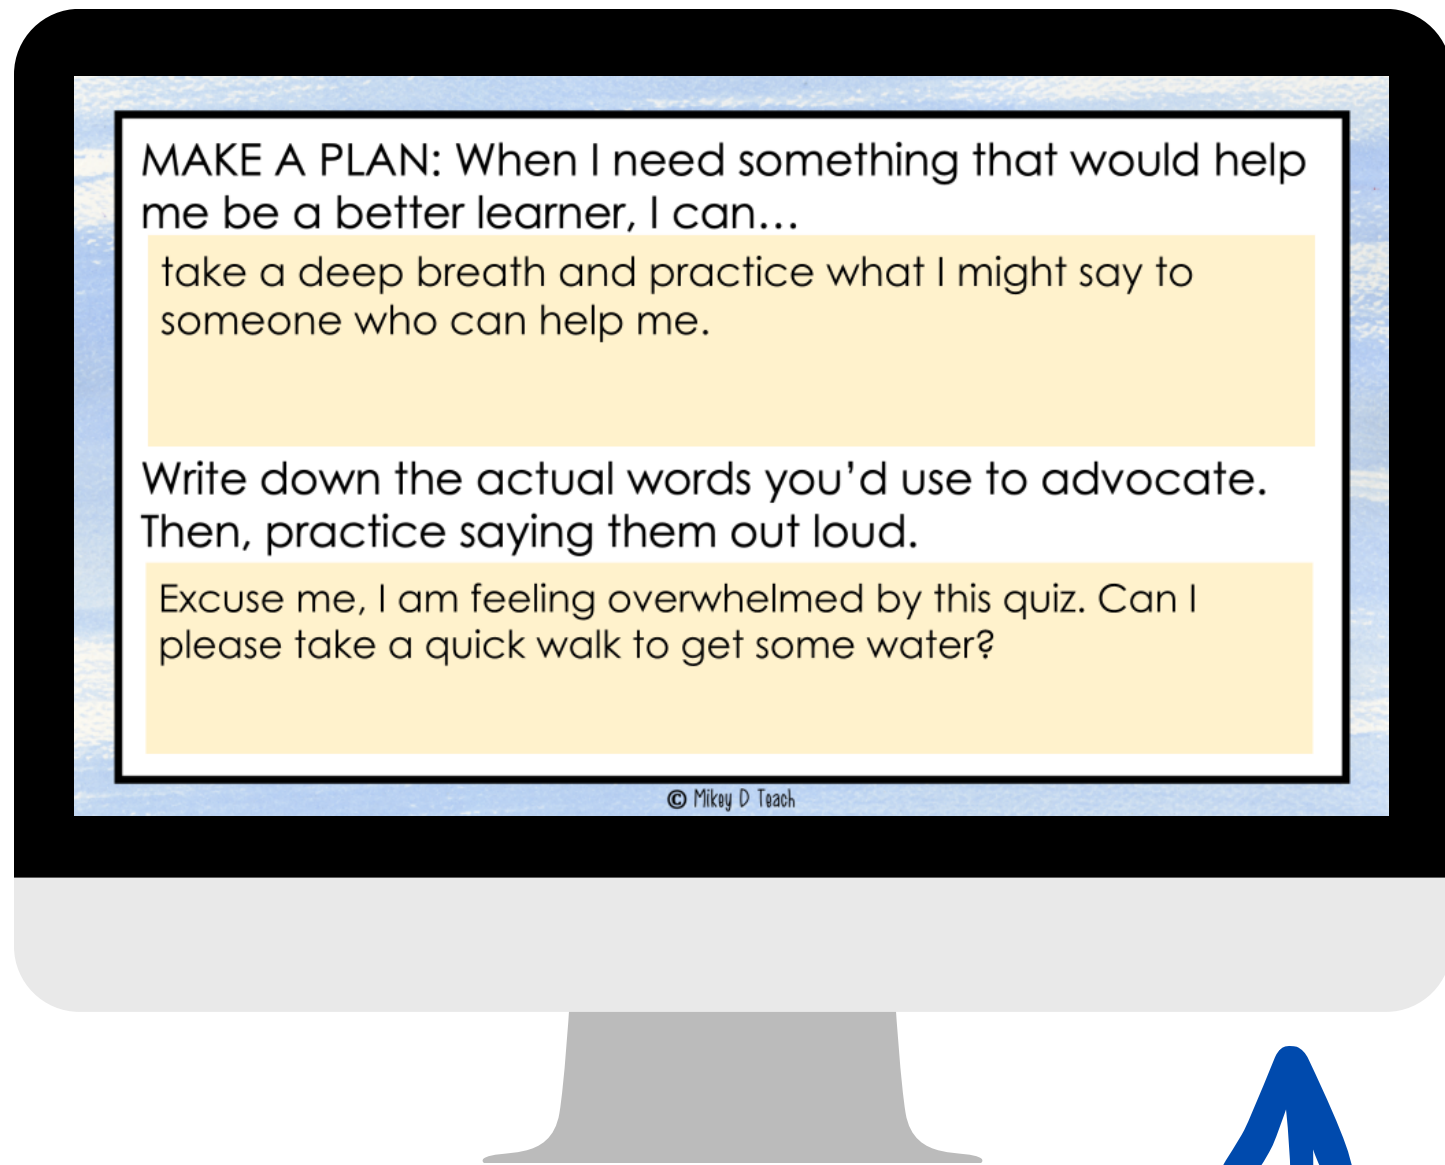 MAKE A PLAN: When I need something that would help
me be a better learner, I can...
take a deep breath and practice what I might say to
someone who can help me.
Write down the actual words you'd use to advocate.
Then, practice saying them out loud.
Excuse me, I am feeling overwhelmed by this quiz. Can I
please take a quick walk to get some water?
© Mikey D Teach